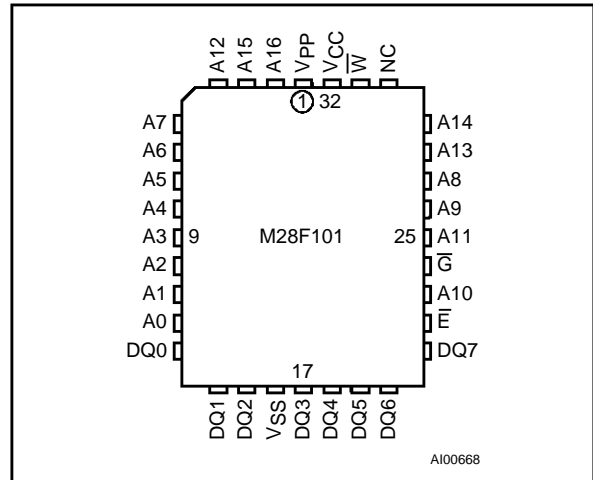 A12 A15 A16 VPP VCC W̅ NC
1 32
A7 A14
A6 A13
A5 A8
A4 A9
A3 9 M28F101 25 A11
A2 G̅
A1 A10
A0 E̅
DQ0 DQ7
17
DQ1 DQ2 VSS DQ3 DQ4 DQ5 DQ6
AI00668